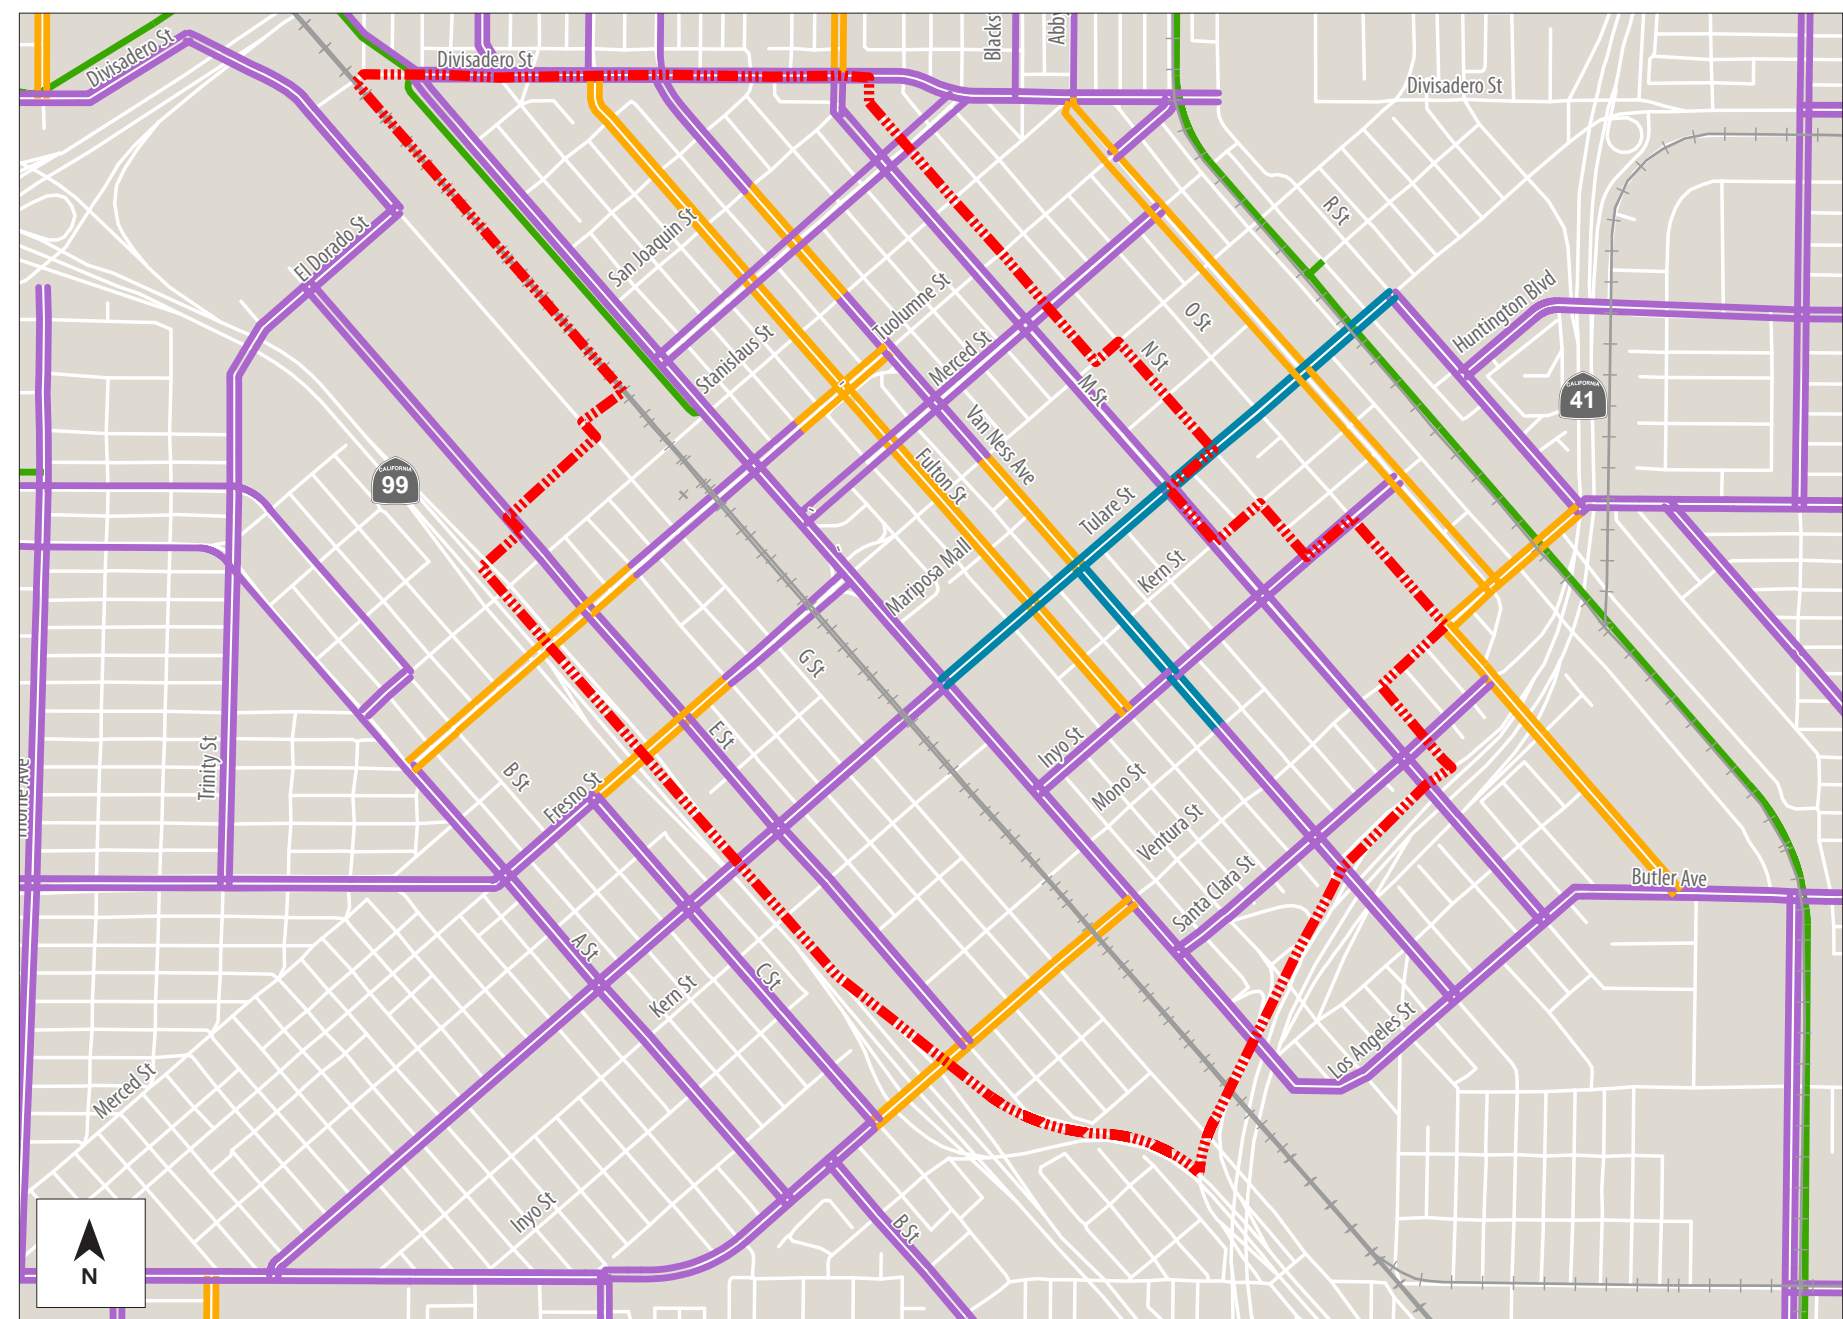 Divisadero St
Divisadero St
Blacks
Abby
Divisadero St
R St
El Dorado St
San Joaquin St
Tuolumne St
O St
Huntington Blvd
Stanislaus St
Merced St
N St
M St
CALIFORNIA
41
Van Ness Ave
CALIFORNIA
99
Fulton St
Tulare St
Kern St
Mariposa Mall
G St
E St
Inyo St
Mono St
Trinity St
B St
Fresno St
Ventura St
Santa Clara St
Butler Ave
A St
C St
Kern St
Los Angeles St
Merced St
Inyo St
B St
N